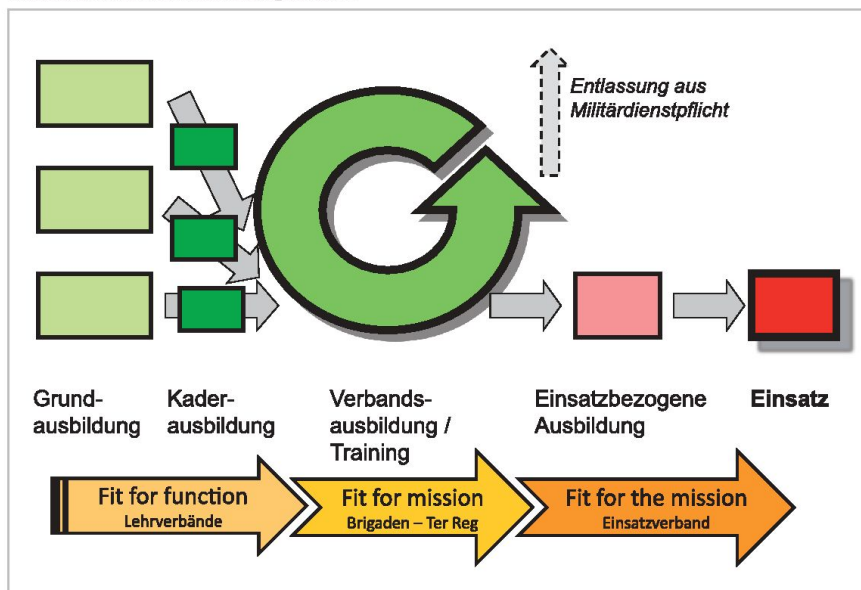 Entlassung aus
Militärdienstpflicht
Grund-
ausbildung
Kader-
ausbildung
Verbands-
ausbildung /
Training
Einsatzbezogene
Ausbildung
Einsatz
Fit for function
Lehrverbände
Fit for mission
Brigaden – Ter Reg
Fit for the mission
Einsatzverband